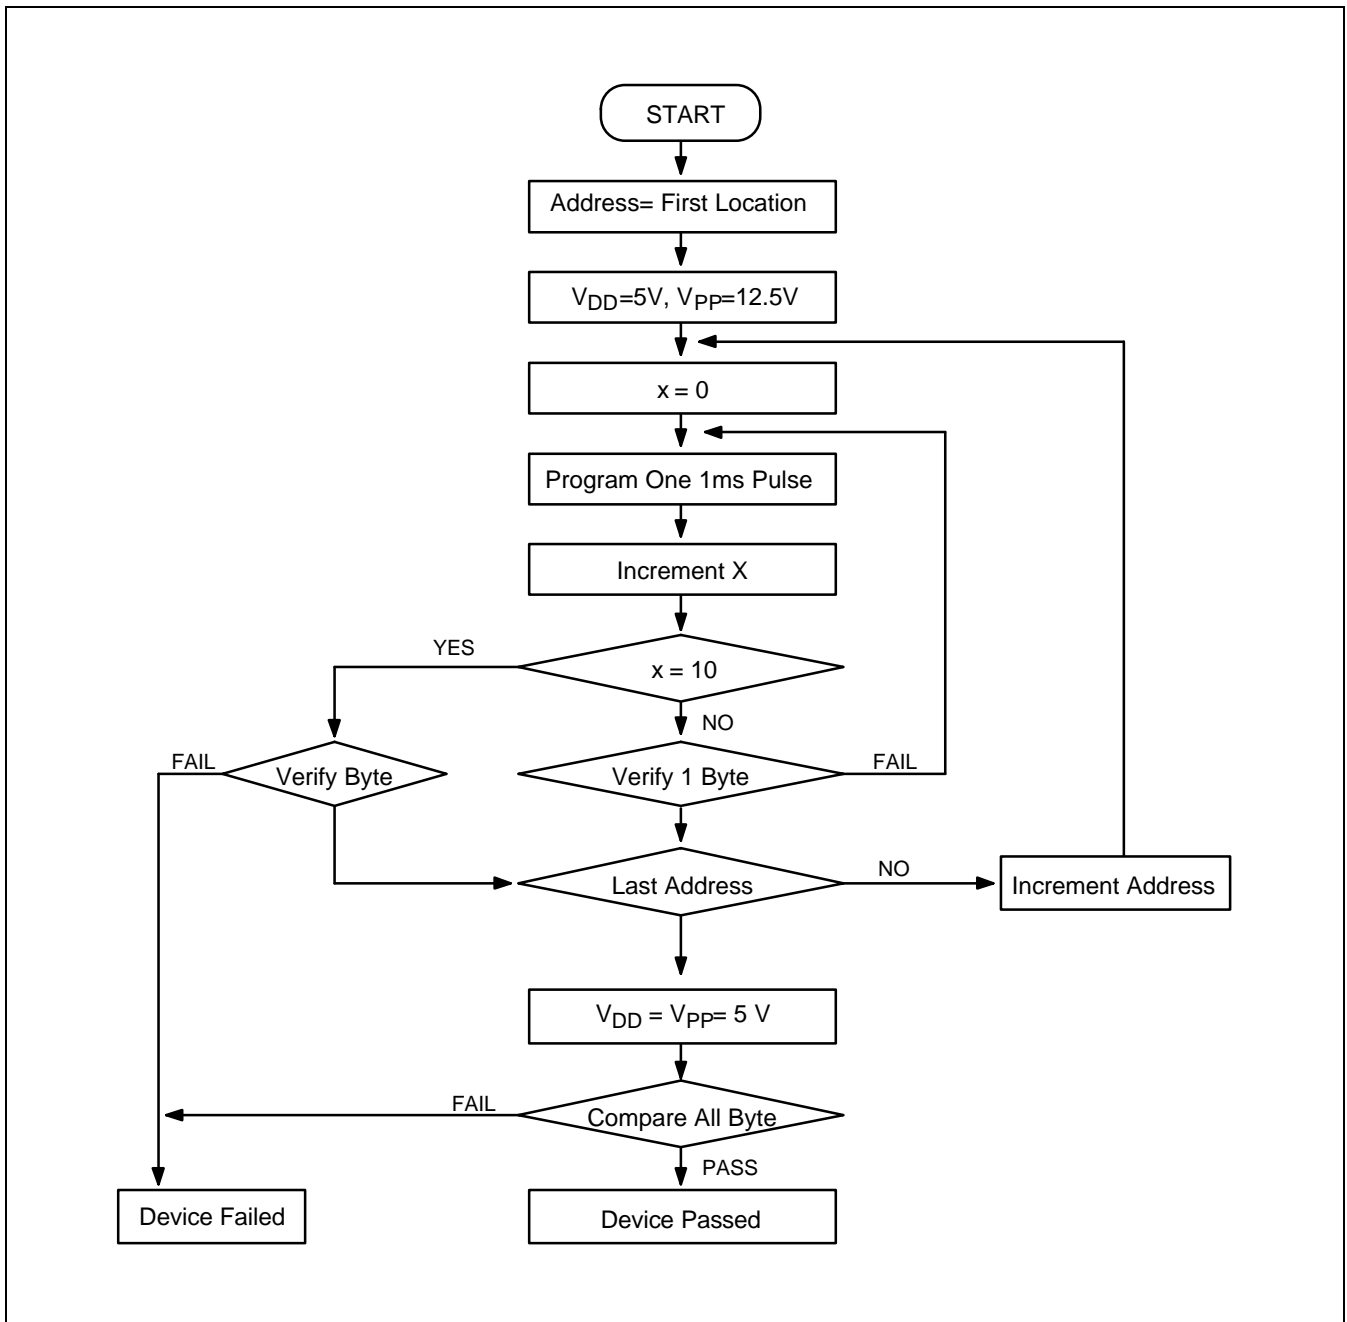 START
Address= First Location
VDD=5V, VPP=12.5V
x = 0
Program One 1ms Pulse
Increment X
YES
x = 10
NO
FAIL
Verify Byte
Verify 1 Byte
FAIL
Last Address
NO
Increment Address
VDD = VPP= 5 V
FAIL
Compare All Byte
PASS
Device Failed
Device Passed